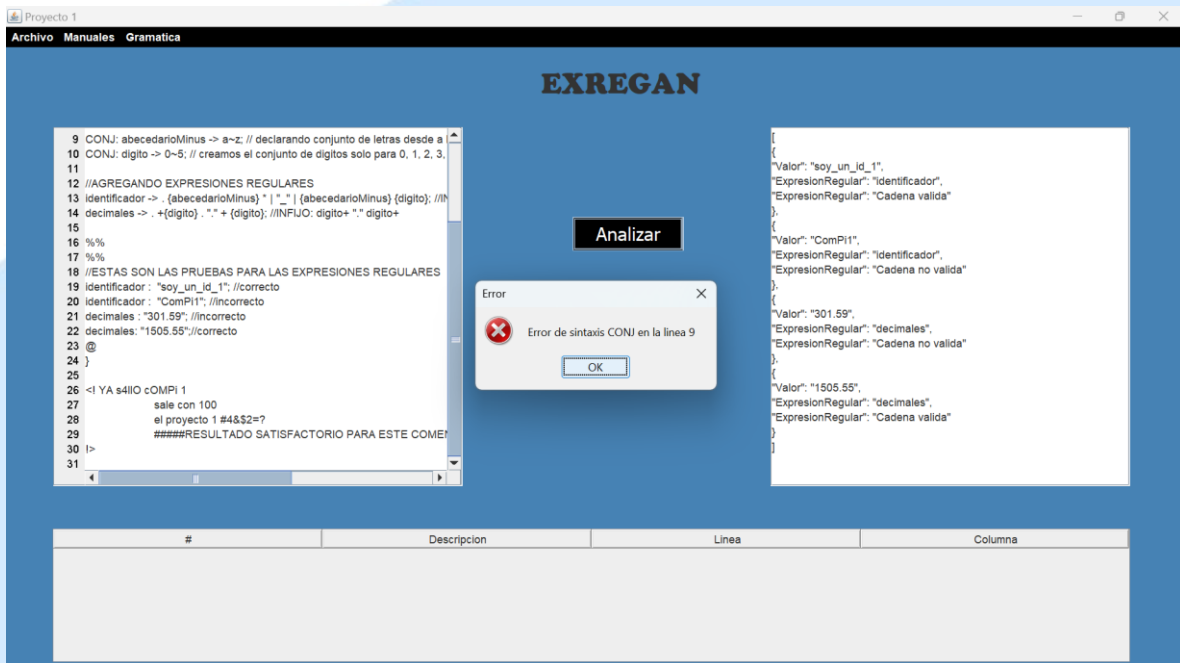 Proyecto 1
Archivo Manuales Gramatica
EXREGAN
9 CONJ: abecedarioMinus -> a~z; // declarando conjunto de letras desde a
10 CONJ: digito -> 0~5; // creamos el conjunto de digitos solo para 0, 1, 2, 3,
11
12 //AGREGANDO EXPRESIONES REGULARES
13 identificador -> . {abecedarioMinus} * | "_" | {abecedarioMinus} {digito};
14 decimales -> . +{digito} . "." + {digito}; //INFIJO: digito+ "." digito+
15
16 %%
17 %%
18 //ESTAS SON LAS PRUEBAS PARA LAS EXPRESIONES REGULARES
19 identificador : "soy_un_id_1"; //correcto
20 identificador : "ComPi1"; //incorrecto
21 decimales : "301.59"; //incorrecto
22 decimales: "1505.55";//correcto
23 @
24 }
25
26 <! YA s4llO cOMPi 1
27 sale con 100
28 el proyecto 1 #4&$2=?
29 #####RESULTADO SATISFACTORIO PARA ESTE
30 !>
31
Analizar
Error
Error de sintaxis CONJ en la linea 9
OK
[
{
"Valor": "soy_un_id_1",
"ExpresionRegular": "identificador",
"ExpresionRegular": "Cadena valida"
},
{
"Valor": "ComPi1",
"ExpresionRegular": "identificador",
"ExpresionRegular": "Cadena no valida"
},
{
"Valor": "301.59",
"ExpresionRegular": "decimales",
"ExpresionRegular": "Cadena no valida"
},
{
"Valor": "1505.55",
"ExpresionRegular": "decimales",
"ExpresionRegular": "Cadena valida"
}
]
# Descripcion Linea Columna